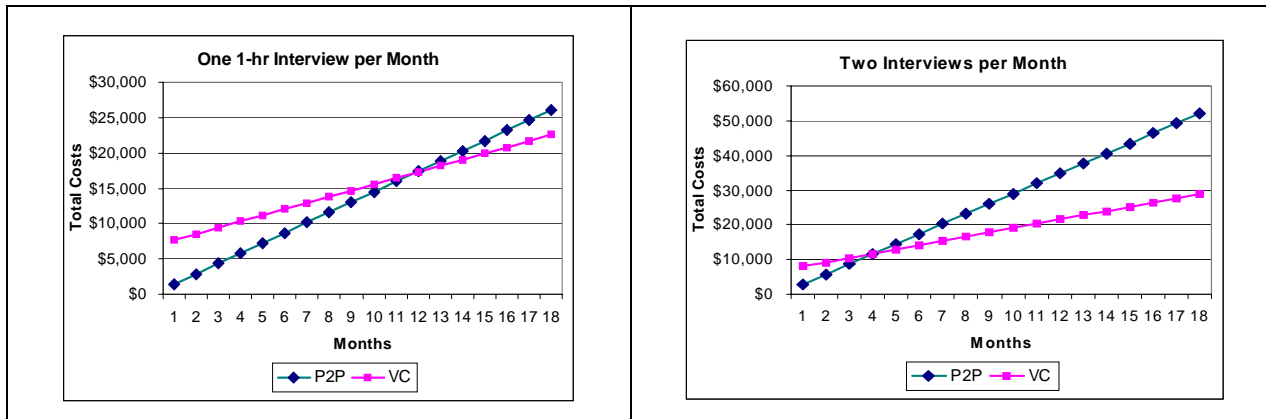 One 1-hr Interview per Month
Total Costs
$30,000
$25,000
$20,000
$15,000
$10,000
$5,000
$0
1 2 3 4 5 6 7 8 9 10 11 12 13 14 15 16 17 18
Months
P2P VC
Two Interviews per Month
Total Costs
$60,000
$50,000
$40,000
$30,000
$20,000
$10,000
$0
1 2 3 4 5 6 7 8 9 10 11 12 13 14 15 16 17 18
Months
P2P VC